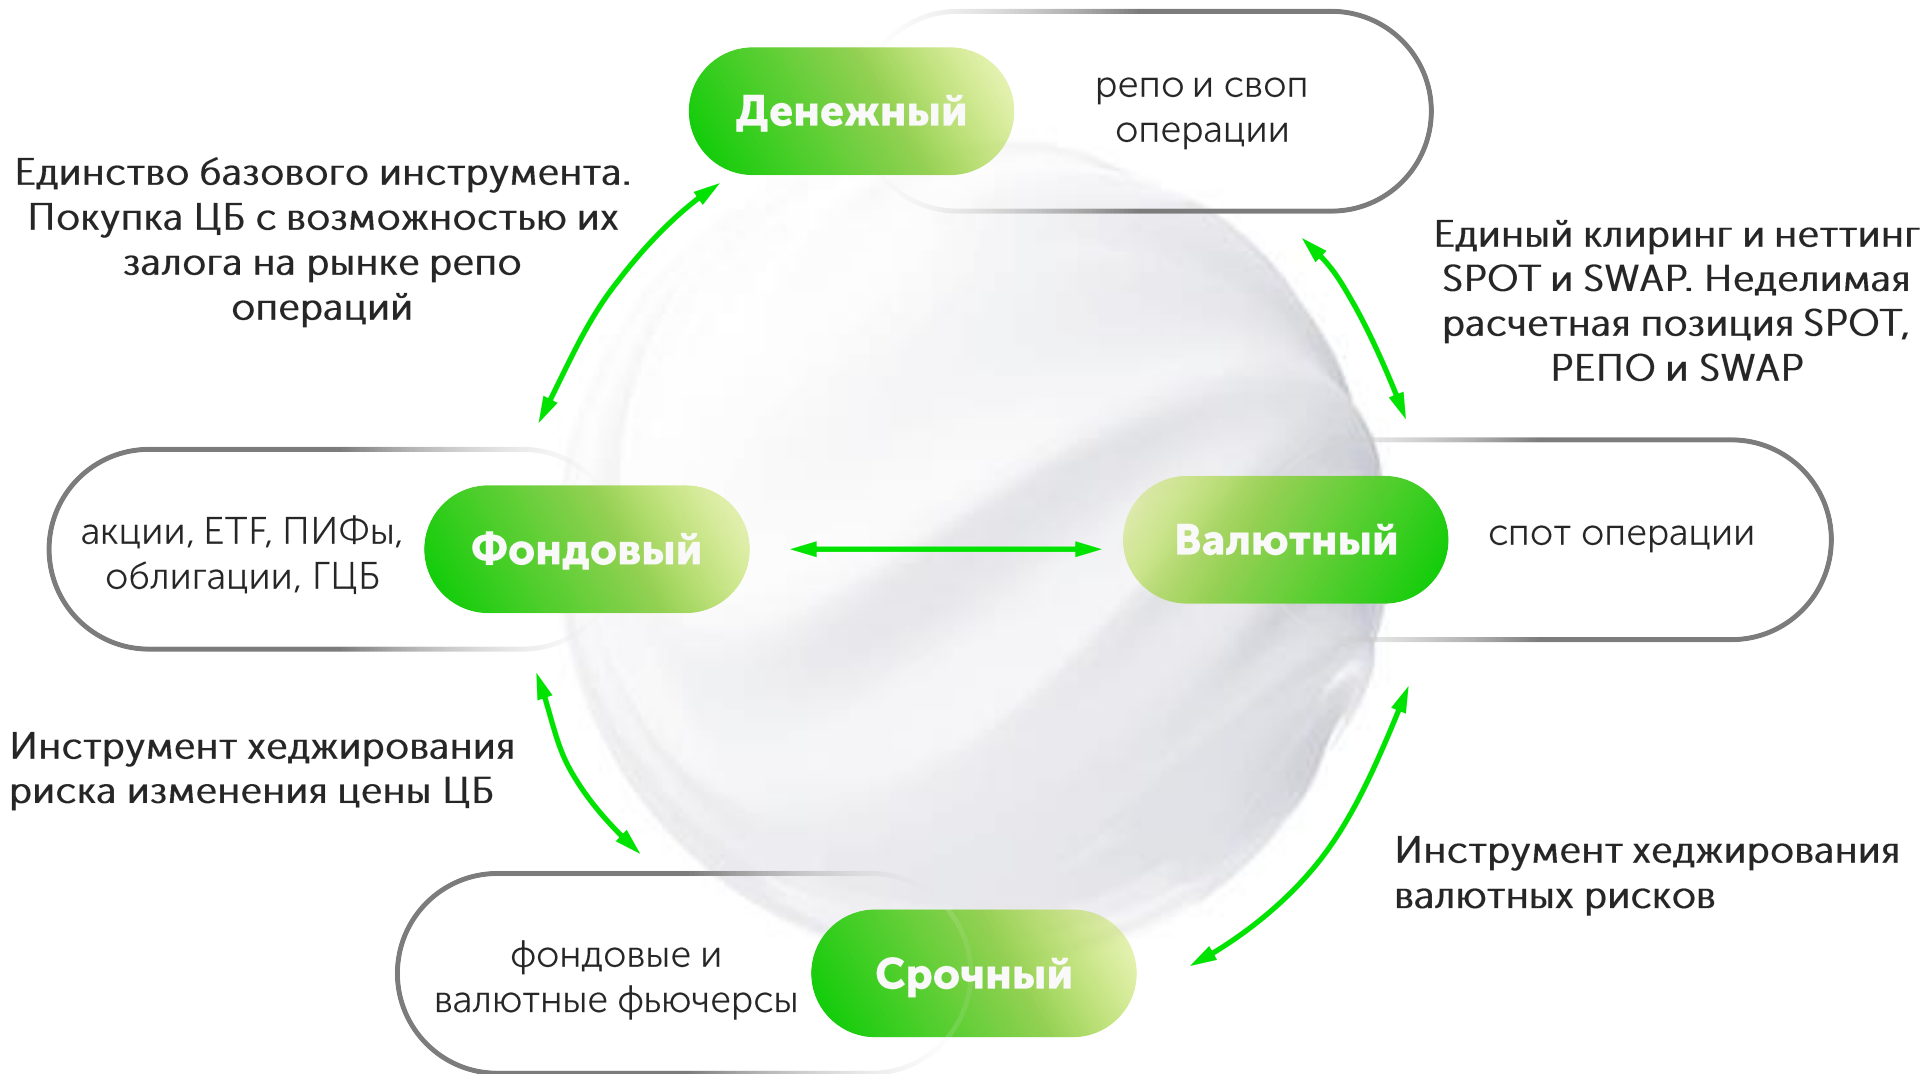 Денежный
репо и своп
операции
Единство базового инструмента.
Покупка ЦБ с возможностью их
залога на рынке репо
операций
Единый клиринг и неттинг
SPOT и SWAP. Неделимая
расчетная позиция SPOT,
РЕПО и SWAP
акции, ETF, ПИФы,
облигации, ГЦБ
Фондовый
Валютный
спот операции
Инструмент хеджирования
риска изменения цены ЦБ
Инструмент хеджирования
валютных рисков
фондовые и
валютные фьючерсы
Срочный